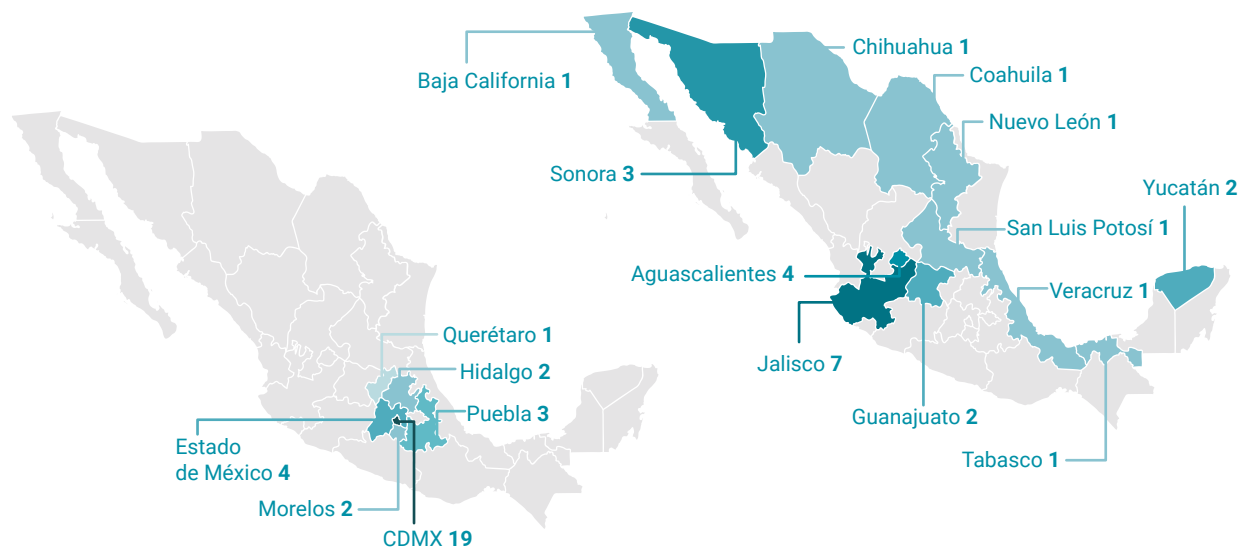 Querétaro 1
Hidalgo 2
Puebla 3
Estado
de México 4
Morelos 2
CDMX 19
Baja California 1
Chihuahua 1
Coahuila 1
Nuevo León 1
Sonora 3
Yucatán 2
San Luis Potosí 1
Aguascalientes 4
Veracruz 1
Jalisco 7
Guanajuato 2
Tabasco 1